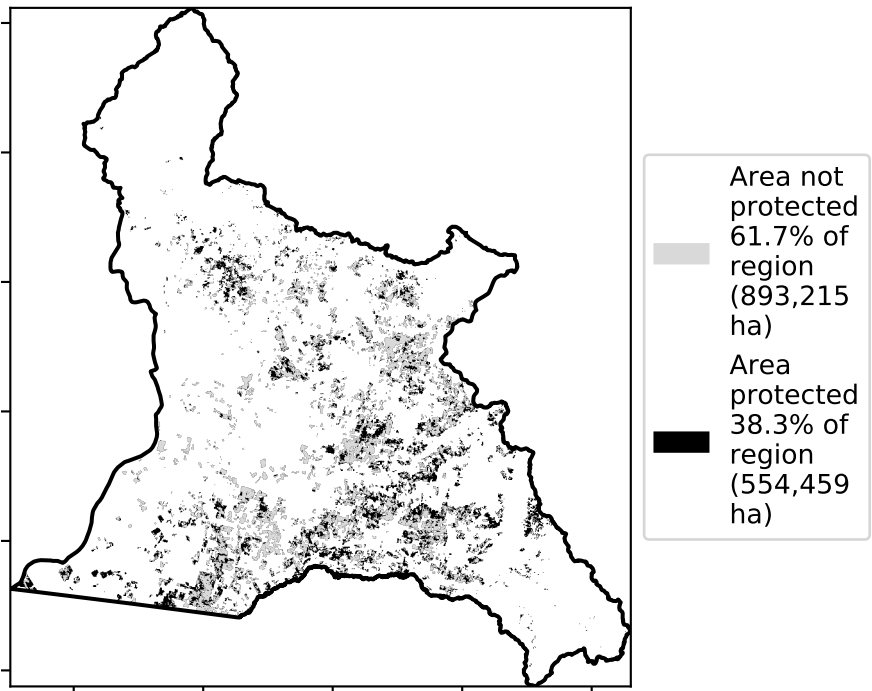 Area not
protected
61.7% of
region
(893,215
ha)
Area
protected
38.3% of
region
(554,459
ha)